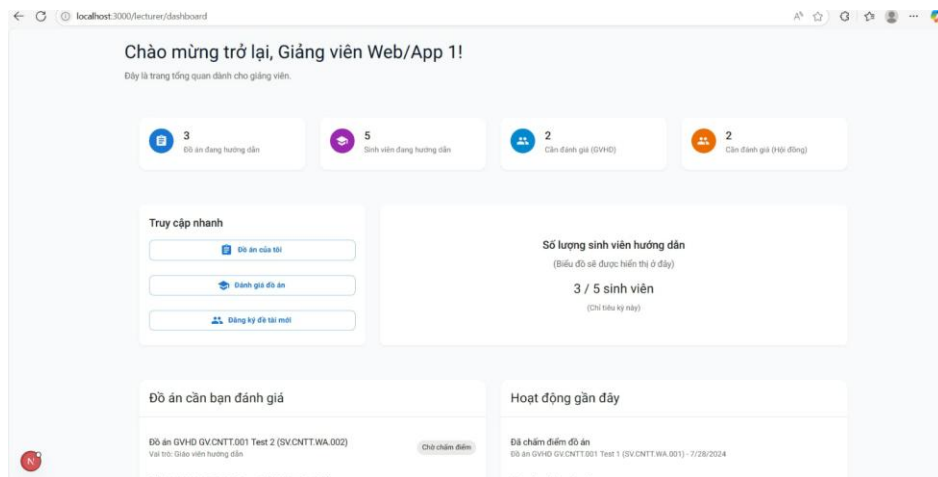 localhost:3000/lecturer/dashboard
Chào mừng trở lại, Giảng viên Web/App 1!
Đây là trang tổng quan dành cho giảng viên.
3
Đồ án đang hướng dẫn
5
Sinh viên đang hướng dẫn
2
Cần đánh giá (GVHD)
2
Cần đánh giá (Hội đồng)
Truy cập nhanh
Đồ án của tôi
Đánh giá đồ án
Đăng ký đề tài mới
Số lượng sinh viên hướng dẫn
(Biểu đồ sẽ được hiển thị ở đây)
3 / 5 sinh viên
(Chỉ tiêu kỳ này)
Đồ án cần bạn đánh giá
Đồ án GVHD GV.CNTT.001 Test 2 (SV.CNTT.WA.002)
Vai trò: Giáo viên hướng dẫn
Chờ chấm điểm
Hoạt động gần đây
Đã chấm điểm đồ án
Đồ án GVHD GV.CNTT.001 Test 1 (SV.CNTT.WA.001) - 7/28/2024
N